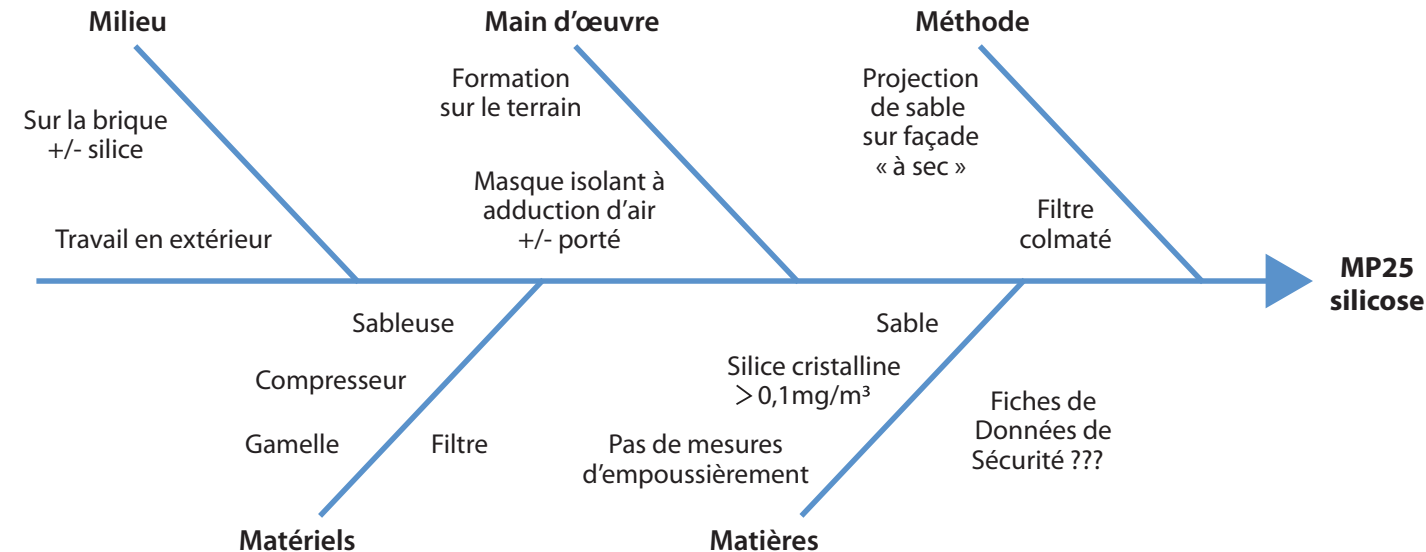 Milieu
Main d’œuvre
Méthode
Sur la brique
+/- silice
Travail en extérieur
Formation
sur le terrain
Masque isolant à
adduction d’air
+/- porté
Projection
de sable
sur façade
« à sec »
Filtre
colmaté
MP25
silicose
Sableuse
Compresseur
Gamelle
Filtre
Sable
Silice cristalline
> 0,1mg/m³
Pas de mesures
d’empoussièrement
Fiches de
Données de
Sécurité ???
Matériels
Matières